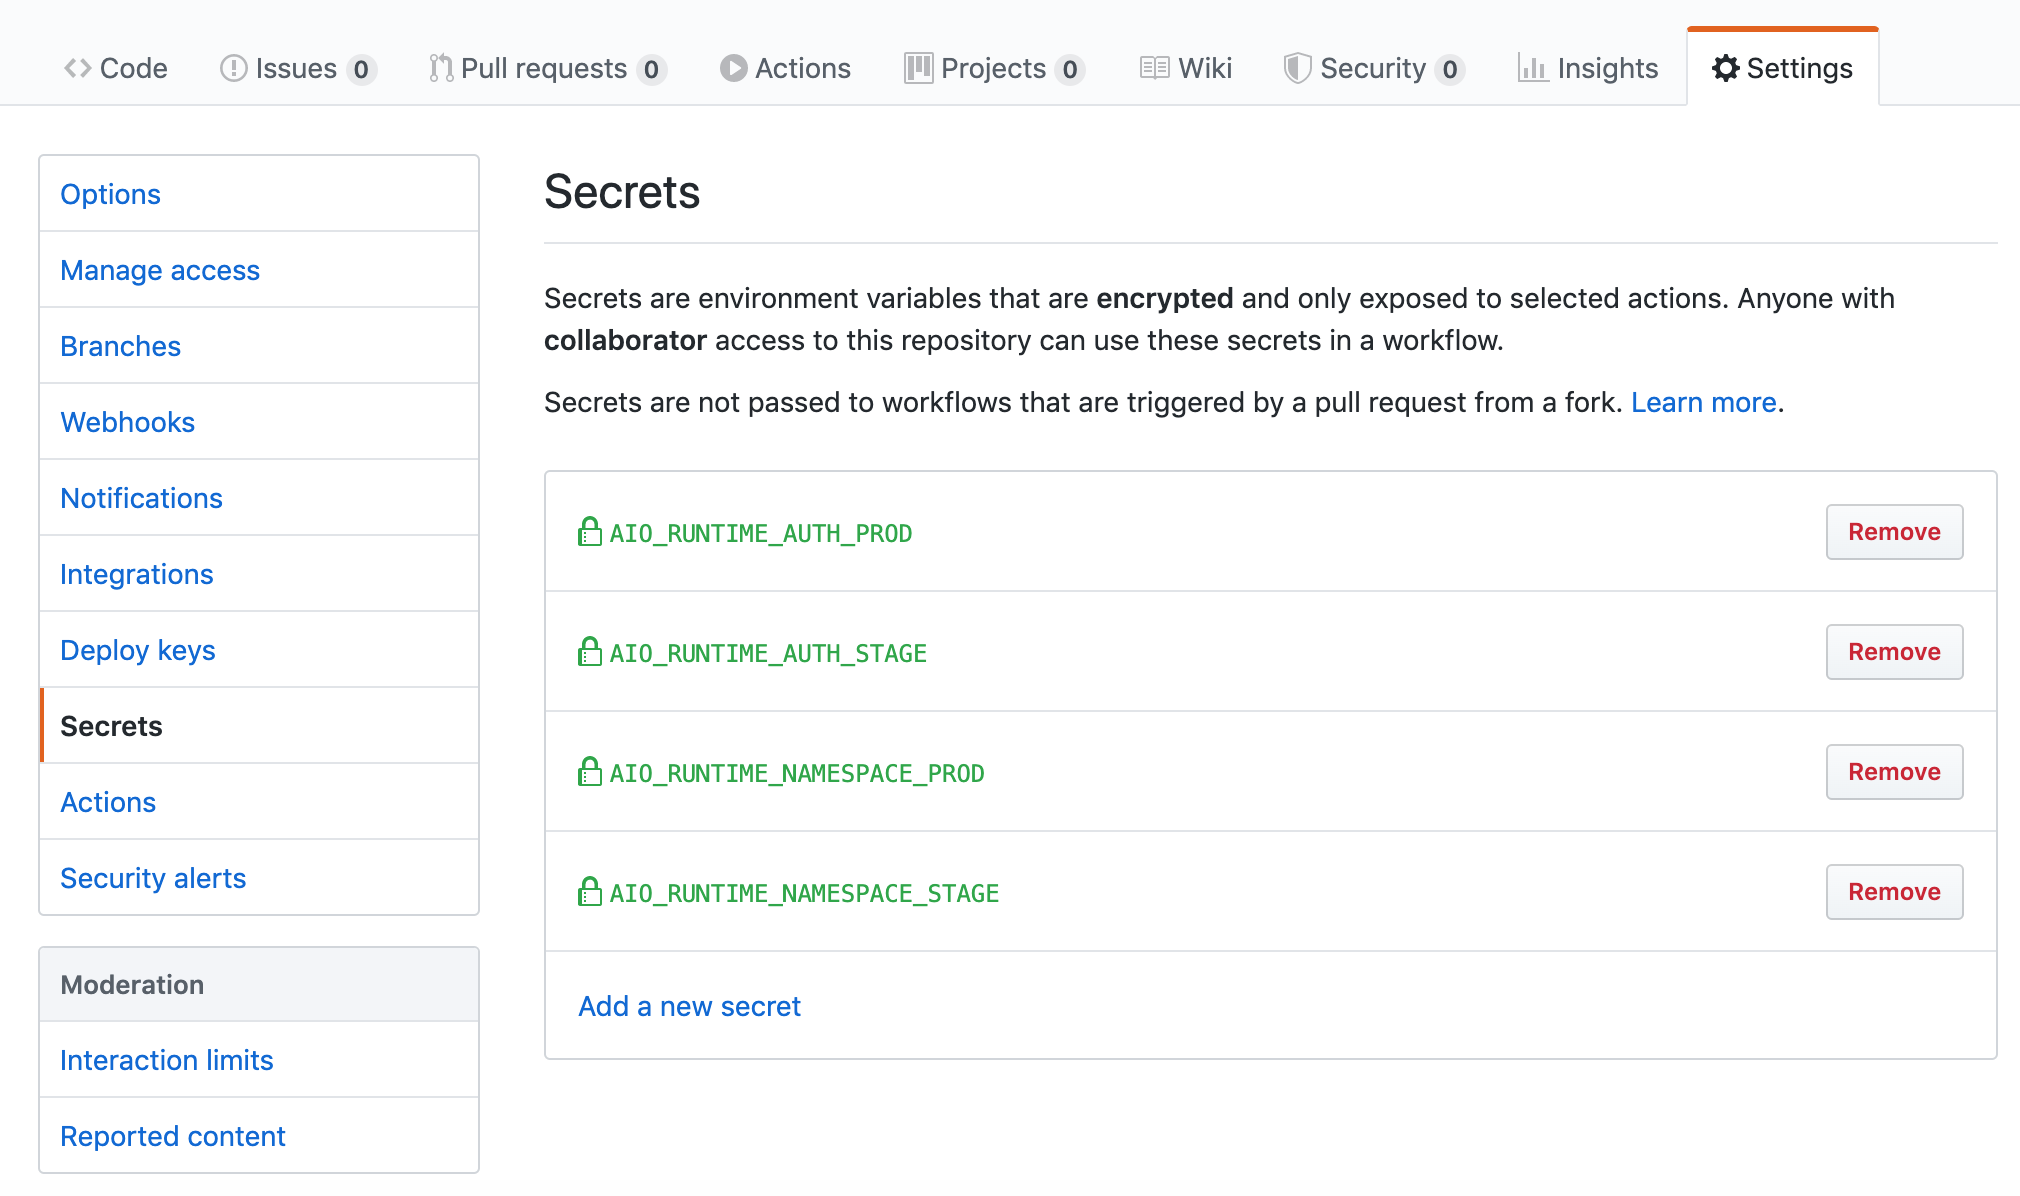 Code Issues 0 Pull requests 0 Actions Projects 0 Wiki Security 0 Insights Settings
Options
Manage access
Branches
Webhooks
Notifications
Integrations
Deploy keys
Secrets
Actions
Security alerts
Moderation
Interaction limits
Reported content
Secrets
Secrets are environment variables that are encrypted and only exposed to selected actions. Anyone with
collaborator access to this repository can use these secrets in a workflow.
Secrets are not passed to workflows that are triggered by a pull request from a fork. Learn more.
AIO_RUNTIME_AUTH_PROD Remove
AIO_RUNTIME_AUTH_STAGE Remove
AIO_RUNTIME_NAMESPACE_PROD Remove
AIO_RUNTIME_NAMESPACE_STAGE Remove
Add a new secret